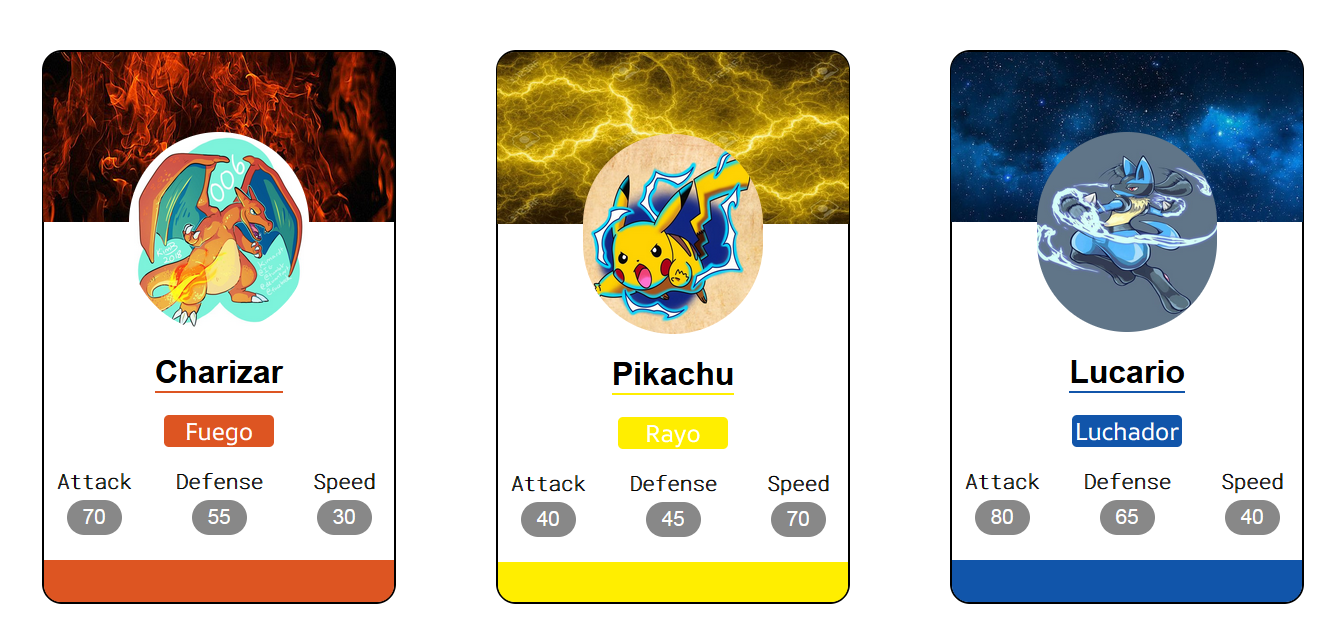 006
Charizar
Fuego
Attack Defense Speed
70 55 30
Pikachu
Rayo
Attack Defense Speed
40 45 70
Lucario
Luchador
Attack Defense Speed
80 65 40